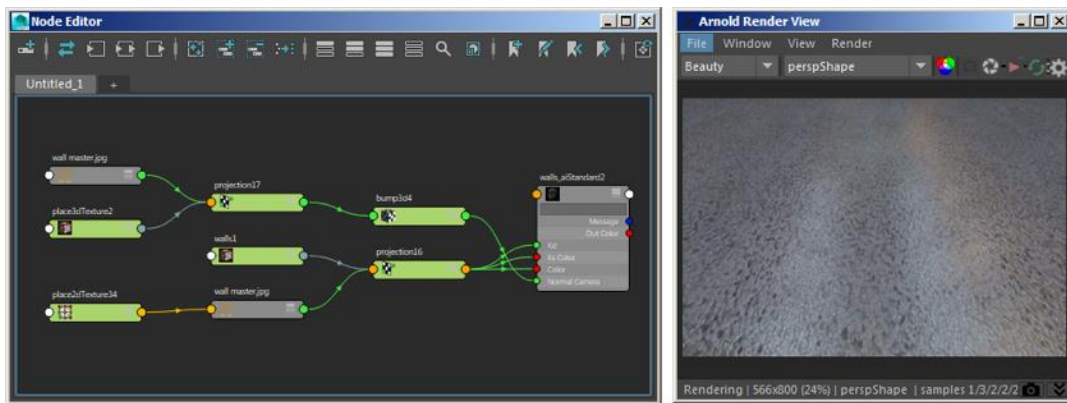 Node Editor
Untitled_1 +
wall master.jpg
place3dTexture2
place2dTexture34
projection17
walls1
wall master.jpg
bump3d4
projection16
walls_aiStandard2
Message
Out Color
Kd
Ks Color
Color
Normal Camera
Arnold Render View
File Window View Render
Beauty perspShape
Rendering | 566x800 (24%) | perspShape | samples 1/3/2/2/2